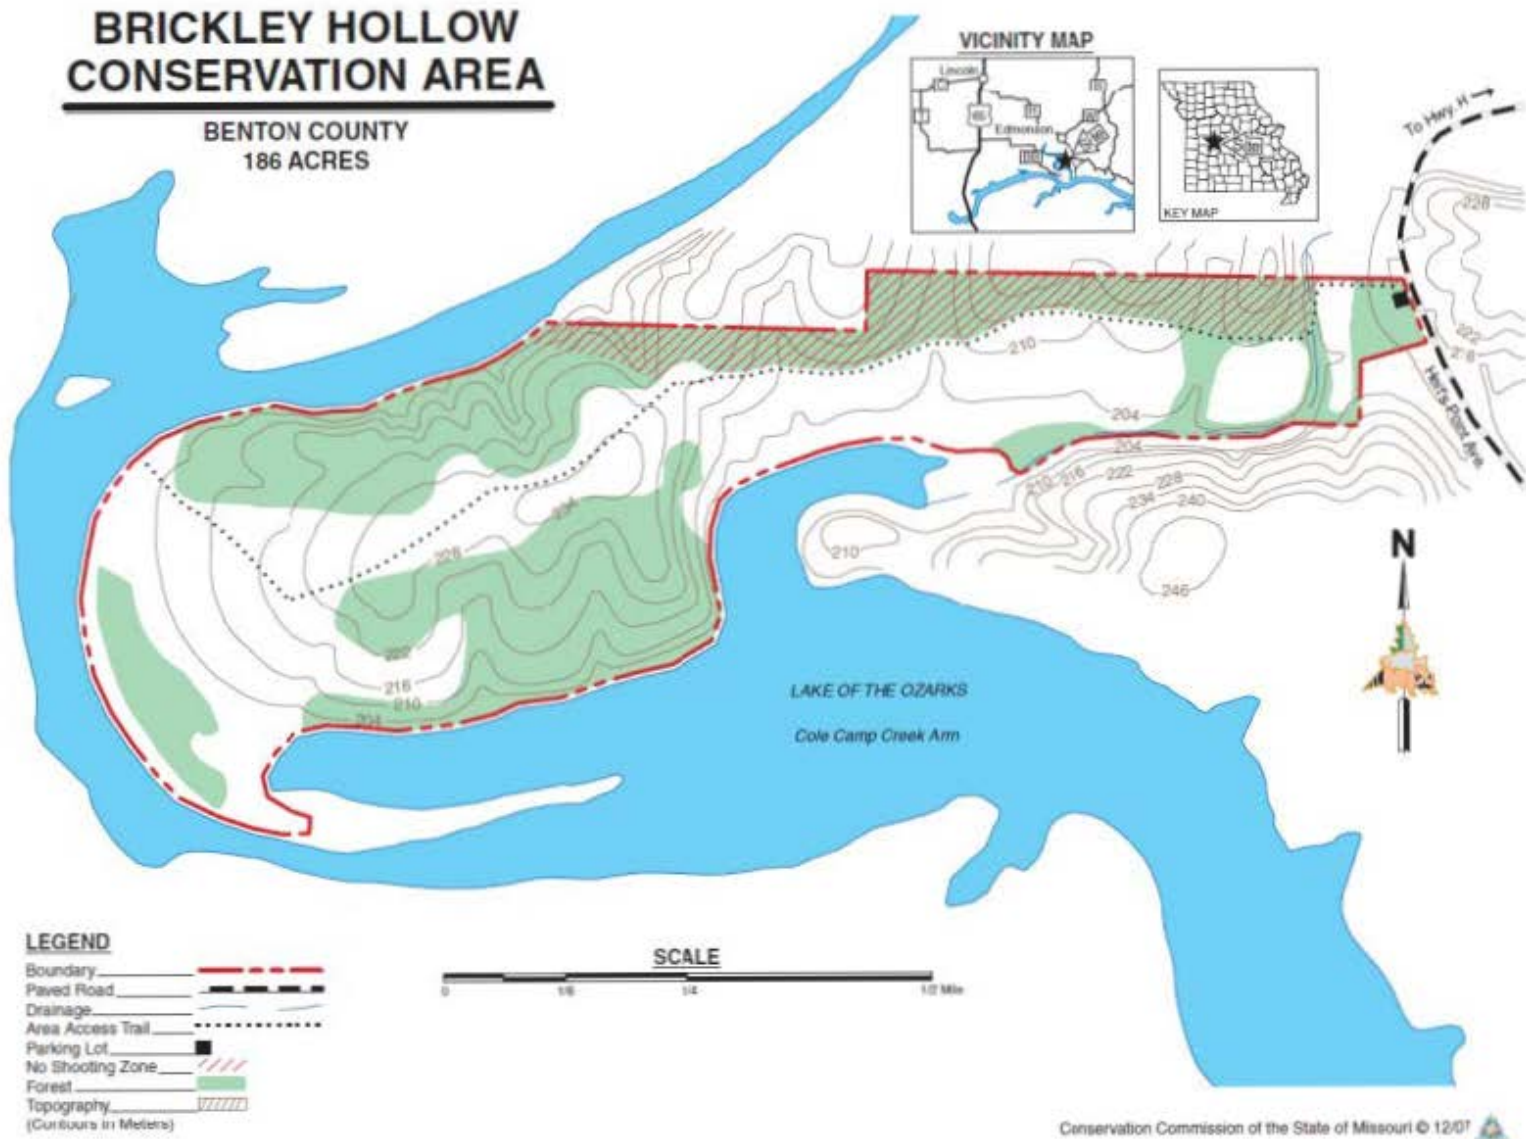 BRICKLEY HOLLOW
CONSERVATION AREA
BENTON COUNTY
186 ACRES
VICINITY MAP
Lincoln
65
Edmonson
KEY MAP
To Hwy. H
228
222
216
210
204
204
210
216
222
228
234
240
246
210
234
228
222
216
210
204
N
LAKE OF THE OZARKS
Cole Camp Creek Arm
LEGEND
Boundary
Paved Road
Drainage
Area Access Trail
Parking Lot
No Shooting Zone
Forest
Topography
(Contours in Meters)
SCALE
0 1/8 1/4 1/2 Mile
Conservation Commission of the State of Missouri © 12/07